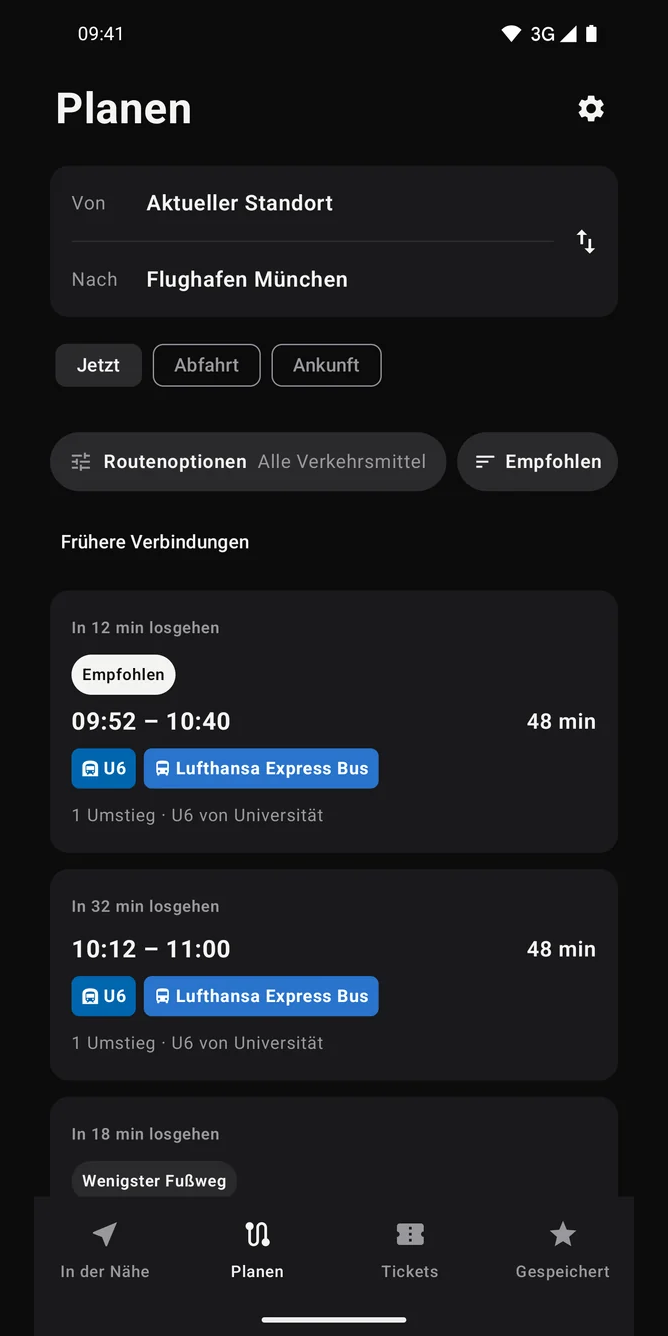 09:41
3G
Planen
Von Aktueller Standort
Nach Flughafen München
Jetzt Abfahrt Ankunft
Routenoptionen Alle Verkehrsmittel Empfohlen
Frühere Verbindungen
In 12 min losgehen
Empfohlen
09:52 – 10:40 48 min
U6 Lufthansa Express Bus
1 Umstieg · U6 von Universität
In 32 min losgehen
10:12 – 11:00 48 min
U6 Lufthansa Express Bus
1 Umstieg · U6 von Universität
In 18 min losgehen
Wenigster Fußweg
In der Nähe Planen Tickets Gespeichert